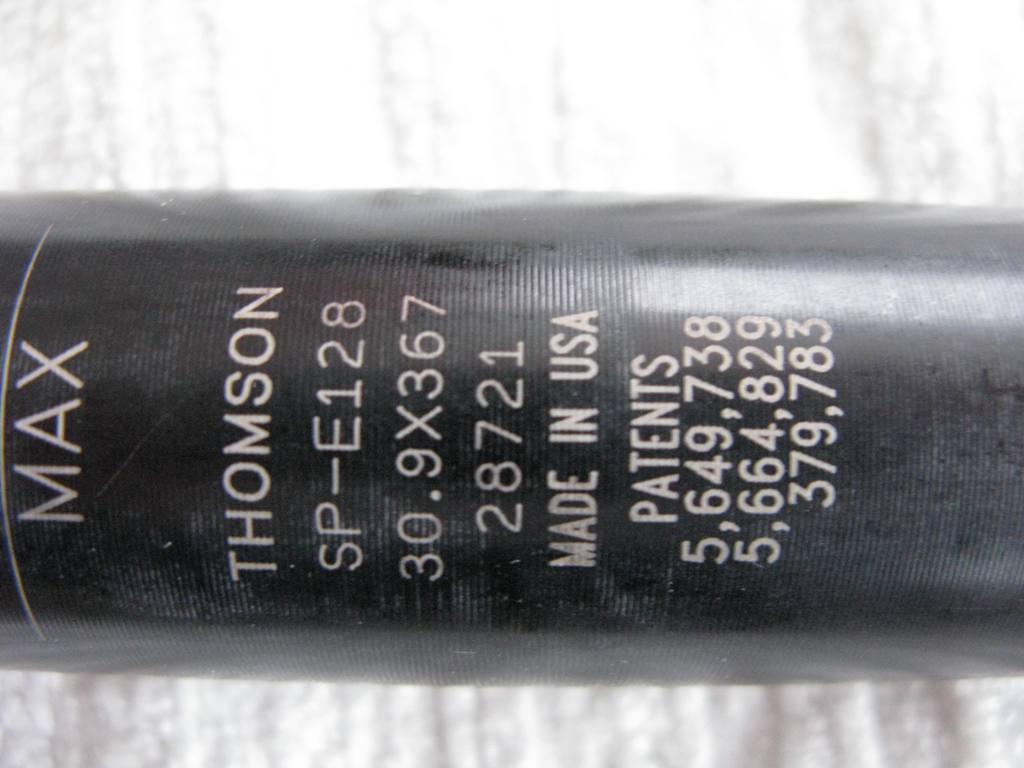 MAX
THOMSON
SP-E128
30.9X367
28721
MADE IN USA
PATENTS
5,649,738
5,664,829
379,783